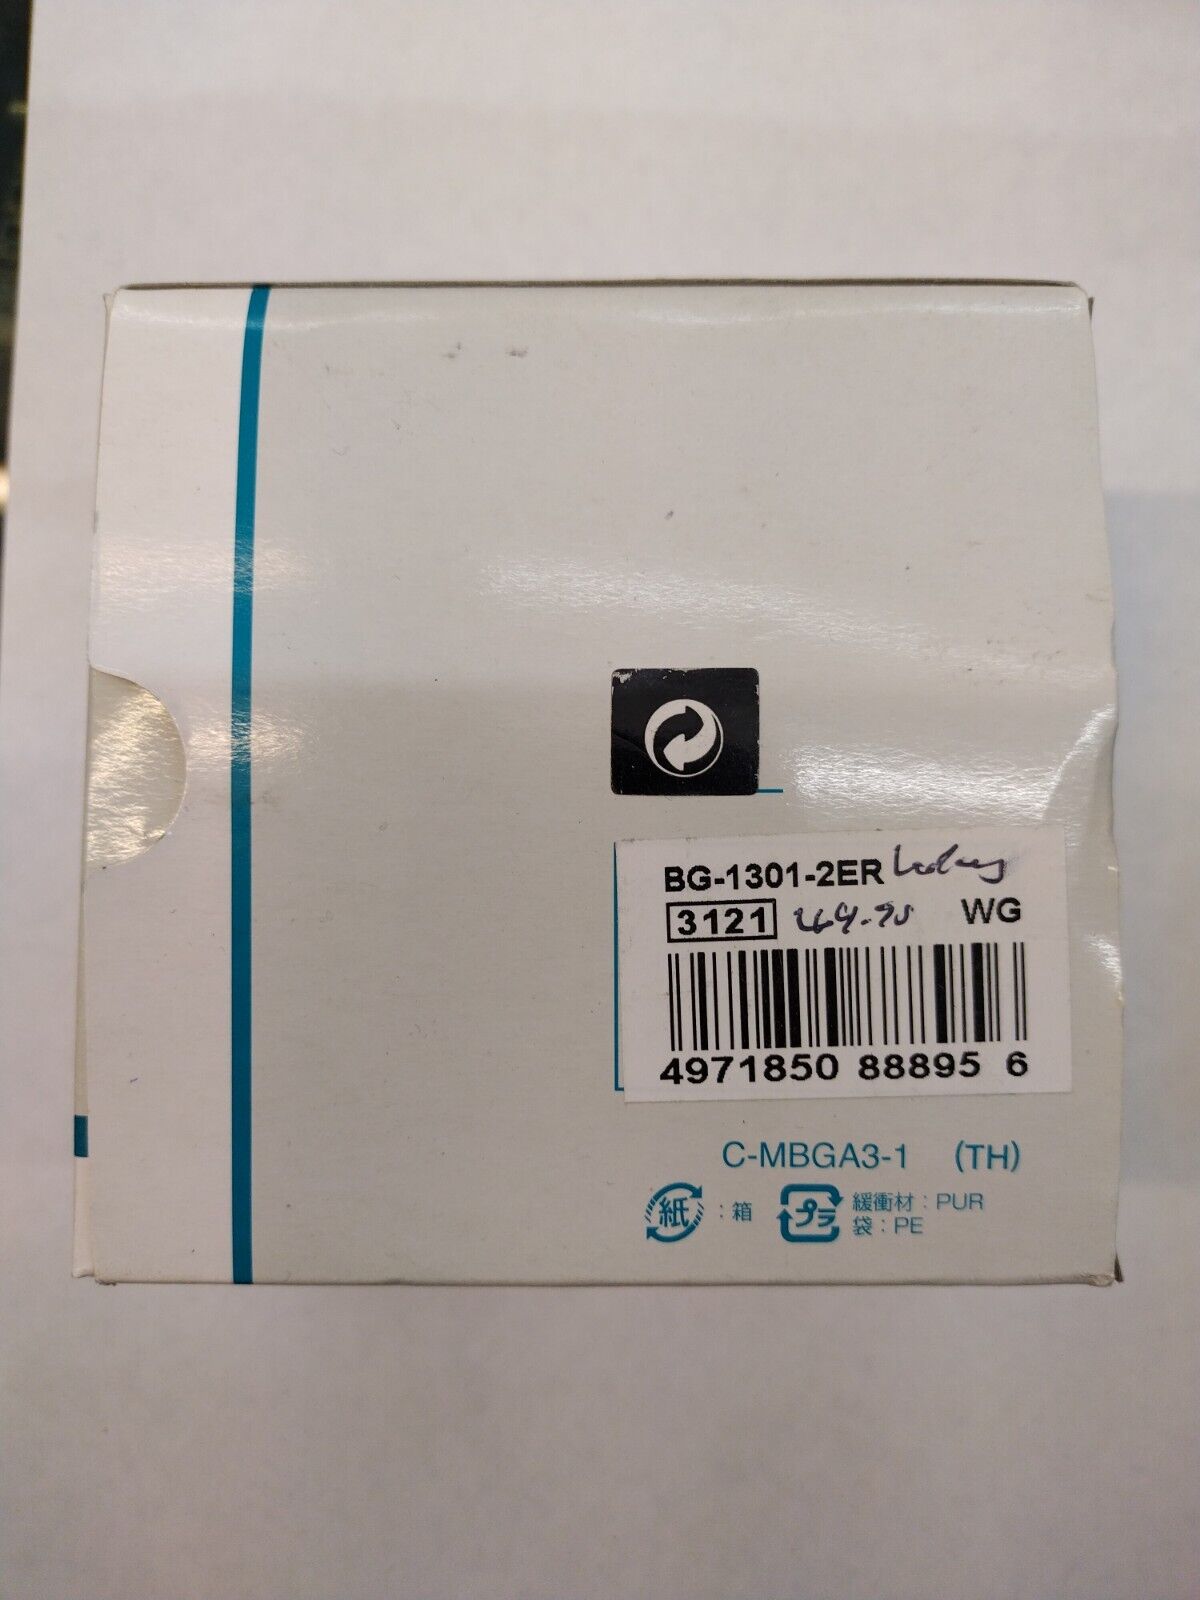 BG-1301-2ER
3121 WG
4971850 88895 6
C-MBGA3-1 (TH)
紙 : 箱 プラ 緩衝材 : PUR
袋 : PE